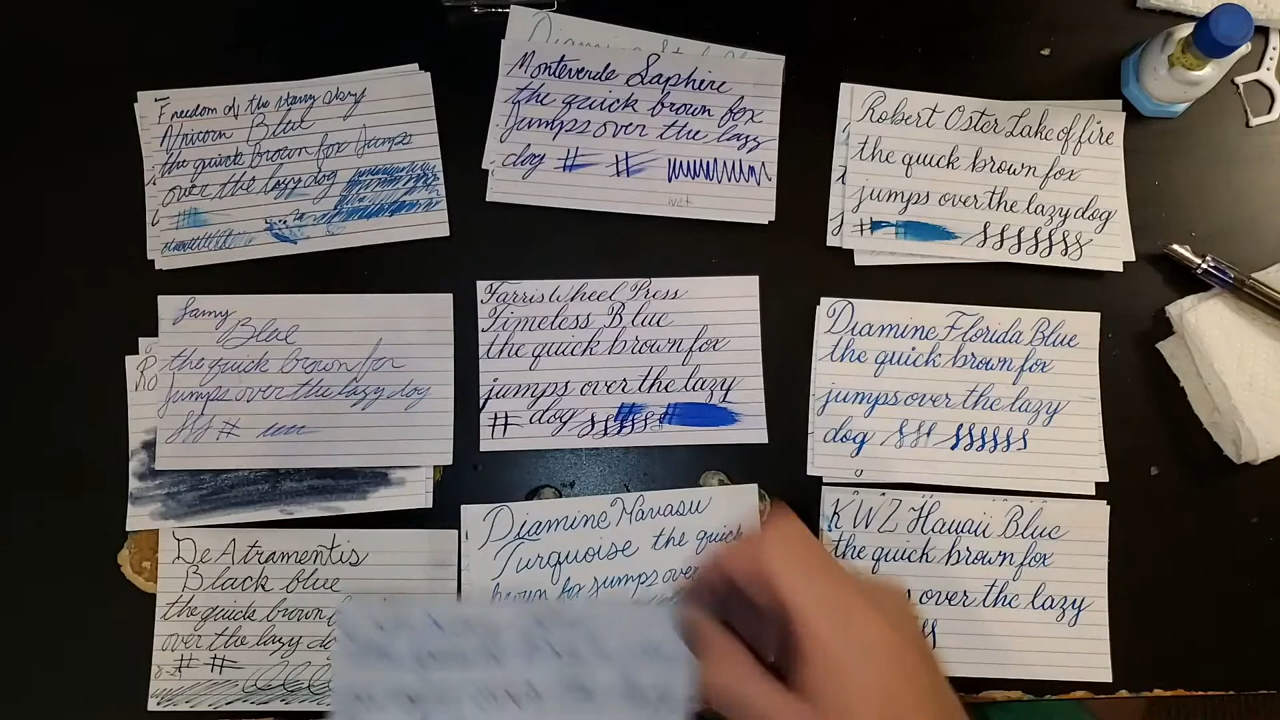 Freedom of the starry skry
Unicorn Blue
the quick brown fox Jumps
over the lazy dog
Monteverde Saphire
the quick brown fox
Jumps over the lazy
dog # #
wet
Robert Oster Lake of fire
the quick brown fox
jumps over the lazy dog
#
Lamy
Blue
the quick brown fox
Jumps over the lazy dog
#
Ro
FarrisWheel Press
Timeless Blue
the quick brown fox
jumps over the lazy
# dog
Diamine Florida Blue
the quick brown fox
jumps over the lazy
dog
De Atramentis
Black blue
the quick brown
over the lazy do
# #
Diamine Havasu
Turquoise the quick
brown fox jumps over
KWZ Hawaii Blue
the quick brown fox
over the lazy